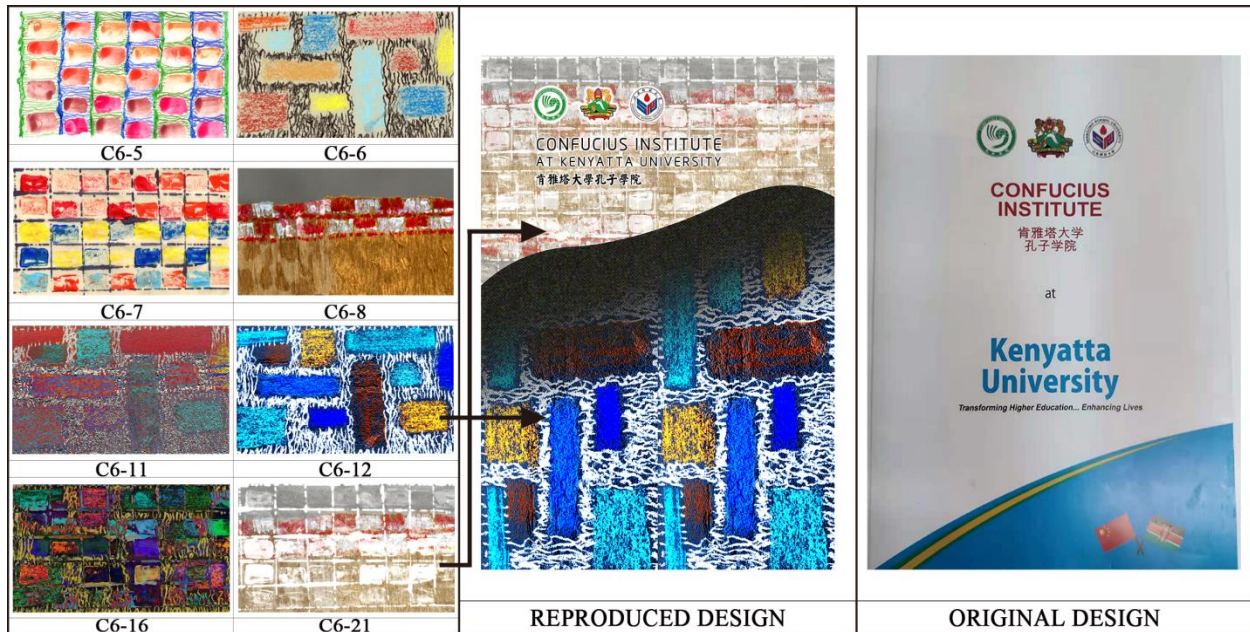 C6-5
C6-6
C6-7
C6-8
C6-11
C6-12
C6-16
C6-21
CONFUCIUS INSTITUTE
AT KENYATTA UNIVERSITY
肯雅塔大學孔子學院
REPRODUCED DESIGN
CONFUCIUS
INSTITUTE
肯雅塔大学
孔子学院
at
Kenyatta
University
Transforming Higher Education... Enhancing Lives
ORIGINAL DESIGN